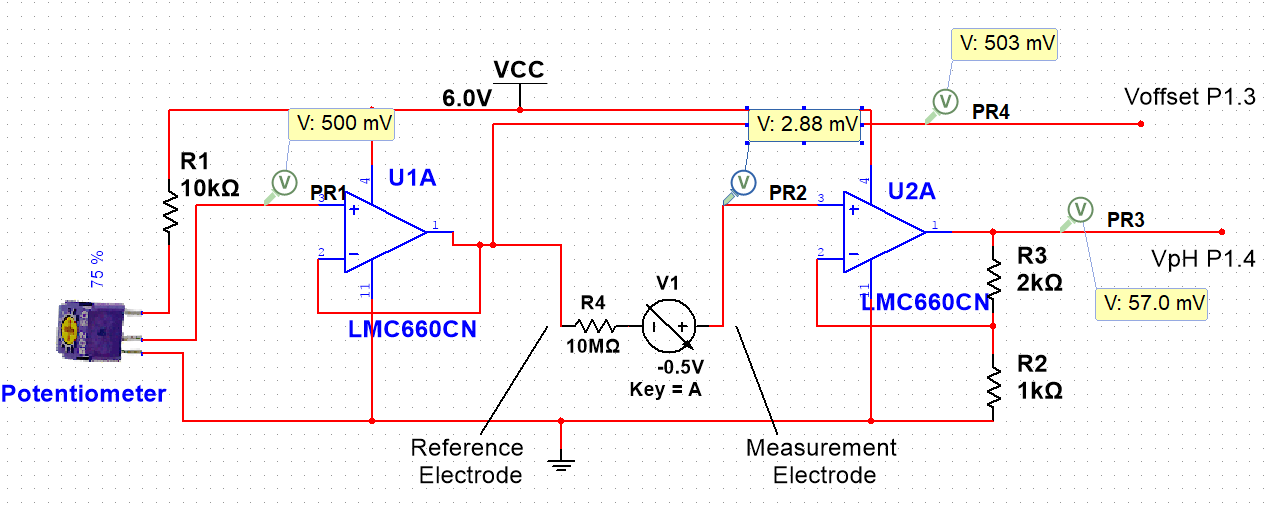 V: 503 mV
VCC
6.0V
Voffset P1.3
PR4
V: 500 mV
V: 2.88 mV
R1
10kΩ
V
V
V
V
PR1
U1A
PR2
U2A
PR3
3
4
1
2
11
3
4
1
2
11
75 %
VpH P1.4
R3
2kΩ
V: 57.0 mV
LMC660CN
LMC660CN
V1
R4
10MΩ
-0.5V
Key = A
R2
1kΩ
Potentiometer
Reference
Electrode
Measurement
Electrode